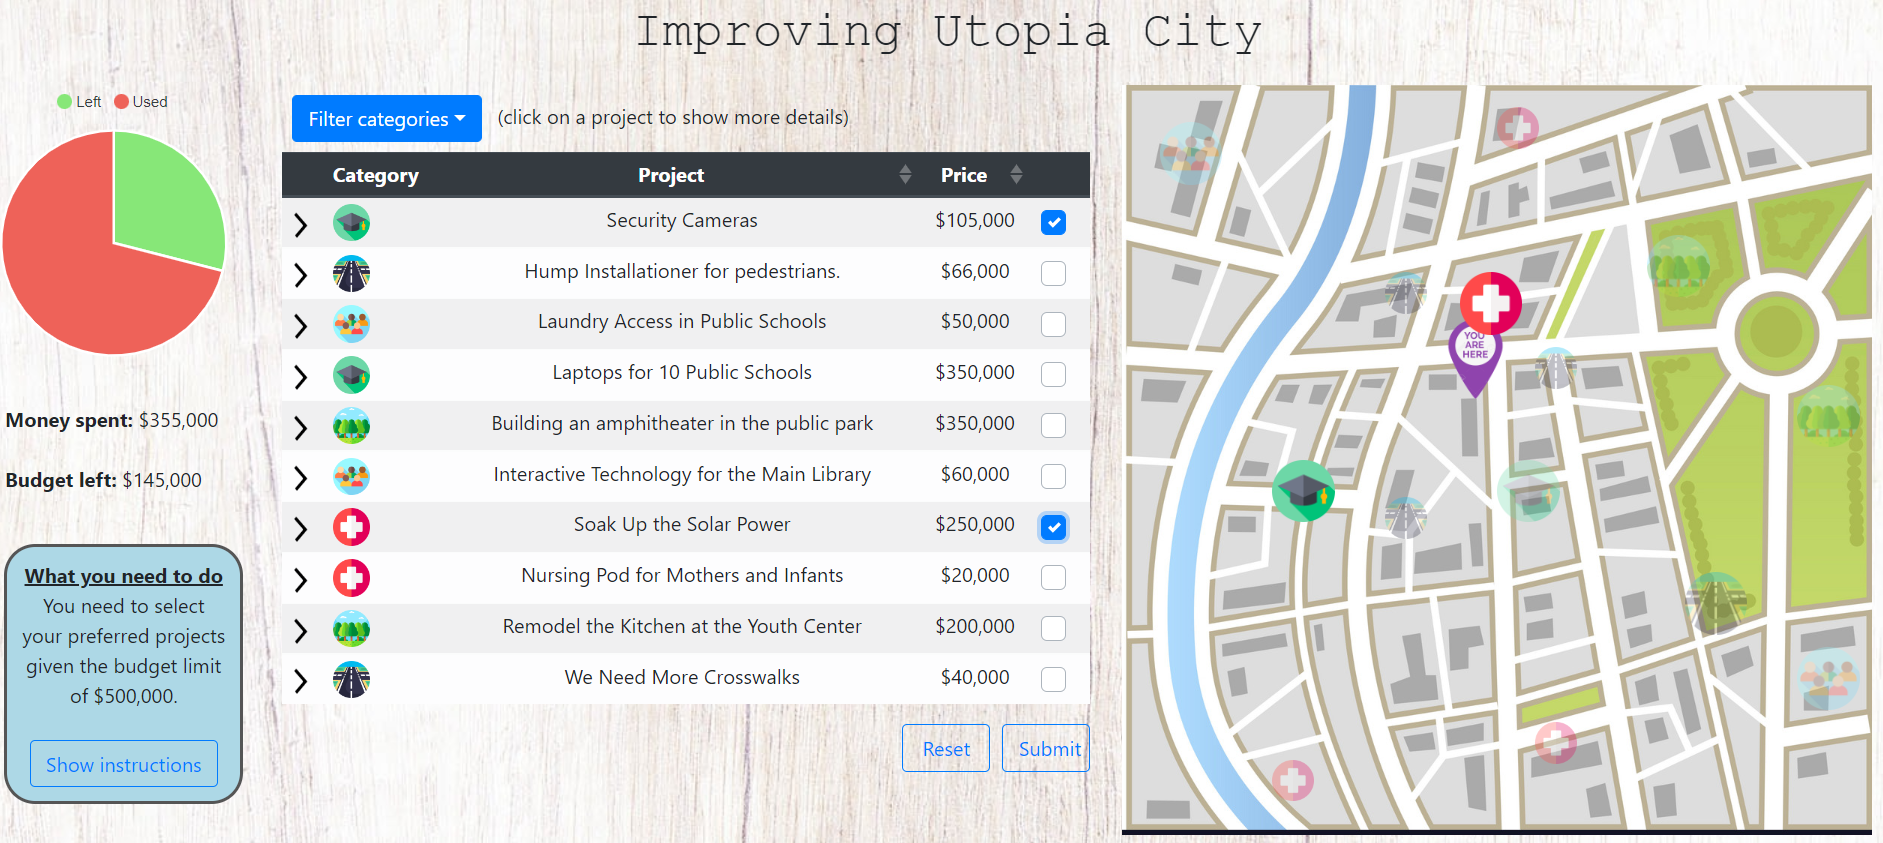 Improving Utopia City
Left Used
Filter categories (click on a project to show more details)
Category Project Price
Security Cameras $105,000
Hump Installationer for pedestrians. $66,000
Laundry Access in Public Schools $50,000
Laptops for 10 Public Schools $350,000
Building an amphitheater in the public park $350,000
Interactive Technology for the Main Library $60,000
Soak Up the Solar Power $250,000
Nursing Pod for Mothers and Infants $20,000
Remodel the Kitchen at the Youth Center $200,000
We Need More Crosswalks $40,000
Reset Submit
Money spent: $355,000
Budget left: $145,000
What you need to do
You need to select
your preferred projects
given the budget limit
of $500,000.
Show instructions
YOU
ARE
HERE